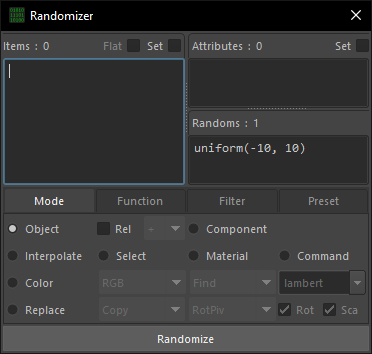 Randomizer
Items : 0 Flat Set Attributes : 0 Set
Randoms : 1
uniform(-10, 10)
Mode Function Filter Preset
Object Rel + Component
Interpolate Select Material Command
Color RGB Find lambert
Replace Copy RotPiv Rot Sca
Randomize